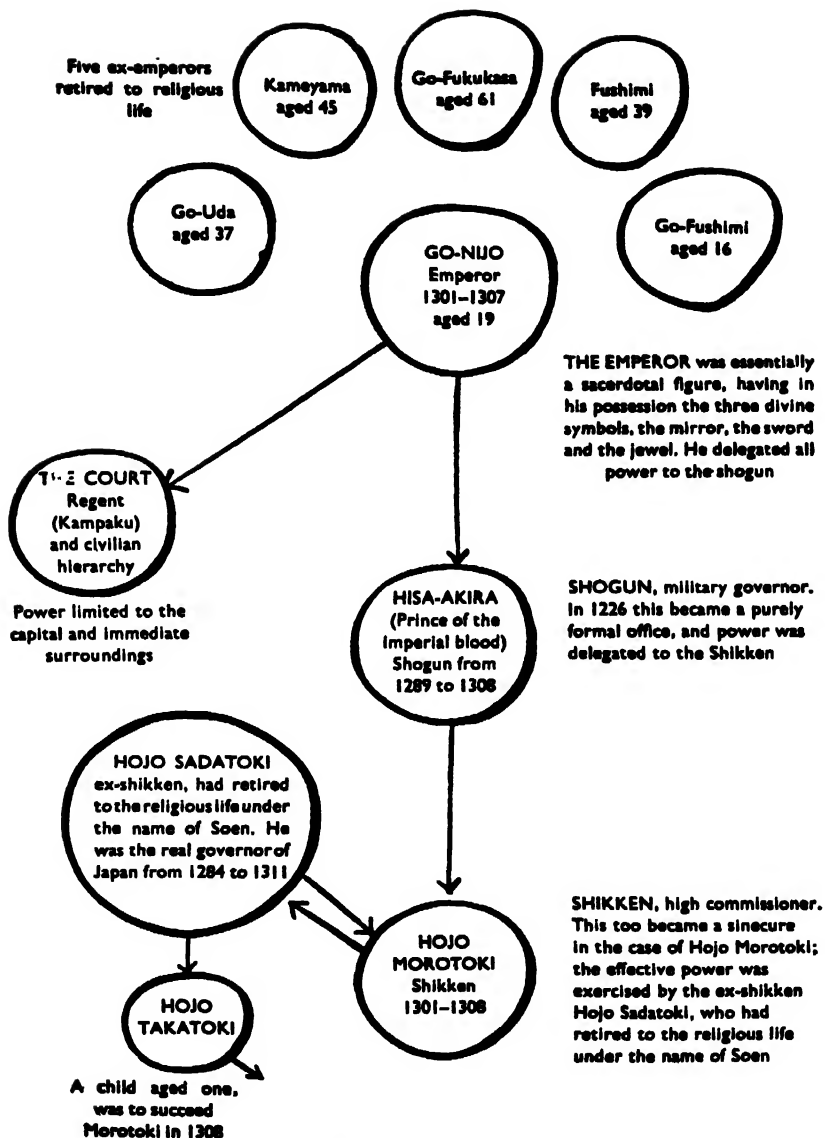 Five ex-emperors
retired to religious
life
Kameyama
aged 45
Go-Fukukasa
aged 61
Fushimi
aged 39
Go-Uda
aged 37
Go-Fushimi
aged 16
GO-NIJO
Emperor
1301–1307
aged 19
THE EMPEROR was essentially
a sacerdotal figure, having in
his possession the three divine
symbols, the mirror, the sword
and the jewel. He delegated all
power to the shogun
THE COURT
Regent
(Kampaku)
and civilian
hierarchy
Power limited to the
capital and immediate
surroundings
HISA-AKIRA
(Prince of the
imperial blood)
Shogun from
1289 to 1308
SHOGUN, military governor.
In 1226 this became a purely
formal office, and power was
delegated to the Shikken
HOJO SADATOKI
ex-shikken, had retired
to the religious life under
the name of Soen. He
was the real governor of
Japan from 1284 to 1311
HOJO
MOROTOKI
Shikken
1301–1308
SHIKKEN, high commissioner.
This too became a sinecure
in the case of Hojo Morotoki;
the effective power was
exercised by the ex-shikken
Hojo Sadatoki, who had
retired to the religious life
under the name of Soen
HOJO
TAKATOKI
A child aged one,
was to succeed
Morotoki in 1308